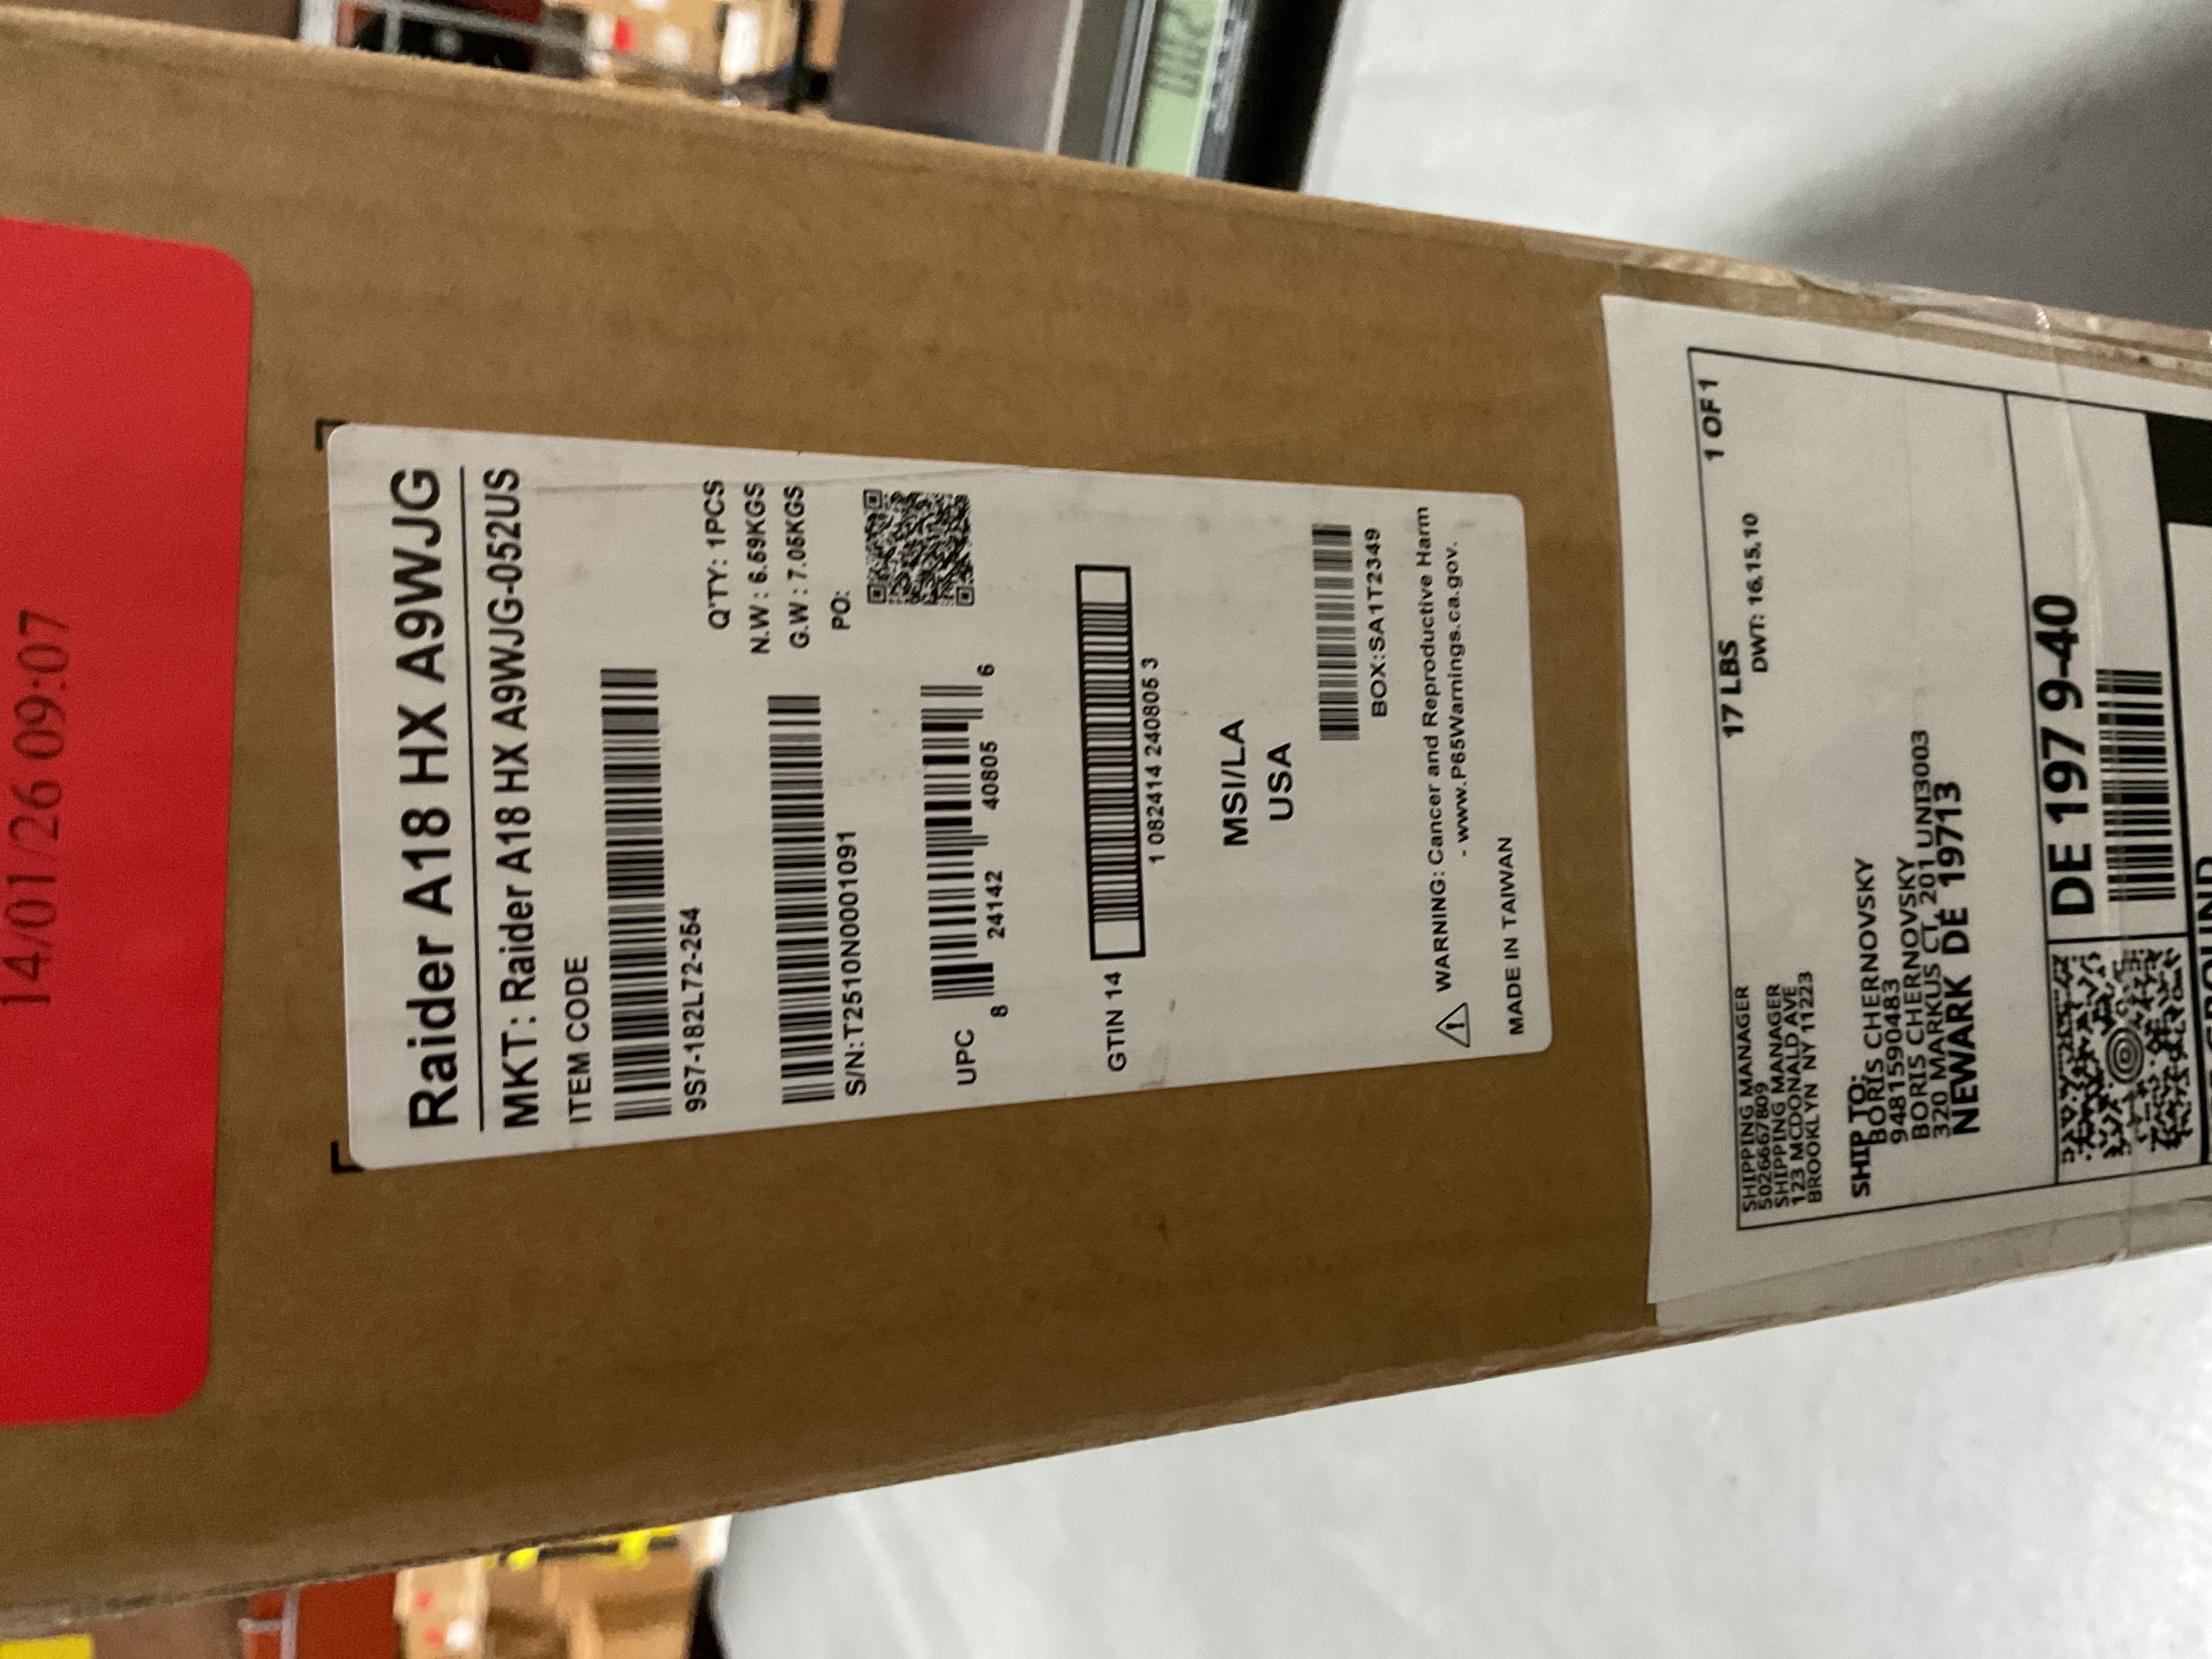 14/01/26 09:07
Raider A18 HX A9WJG
MKT: Raider A18 HX A9WJG-052US
ITEM CODE
9S7-182L72-254
Q'TY: 1PCS
N.W: 6.59KGS
G.W: 7.05KGS
PO:
S/N:T2510N0001091
UPC
8 24142 40805 6
GTIN 14
1 0824142 40805 3
MSI/LA
USA
BOX:SA1T2349
WARNING: Cancer and Reproductive Harm
- www.P65Warnings.ca.gov.
MADE IN TAIWAN
SHIPPING MANAGER
5026667809
SHIPPING MANAGER
123 MCDONALD AVE
BROOKLYN NY 11223
17 LBS
1 OF 1
DWT: 16,15,10
SHIP TO:
BORIS CHERNOVSKY
9481590483
BORIS CHERNOVSKY
320 MARKUS CT, 201 UNI3003
NEWARK DE 19713
DE 197 9-40